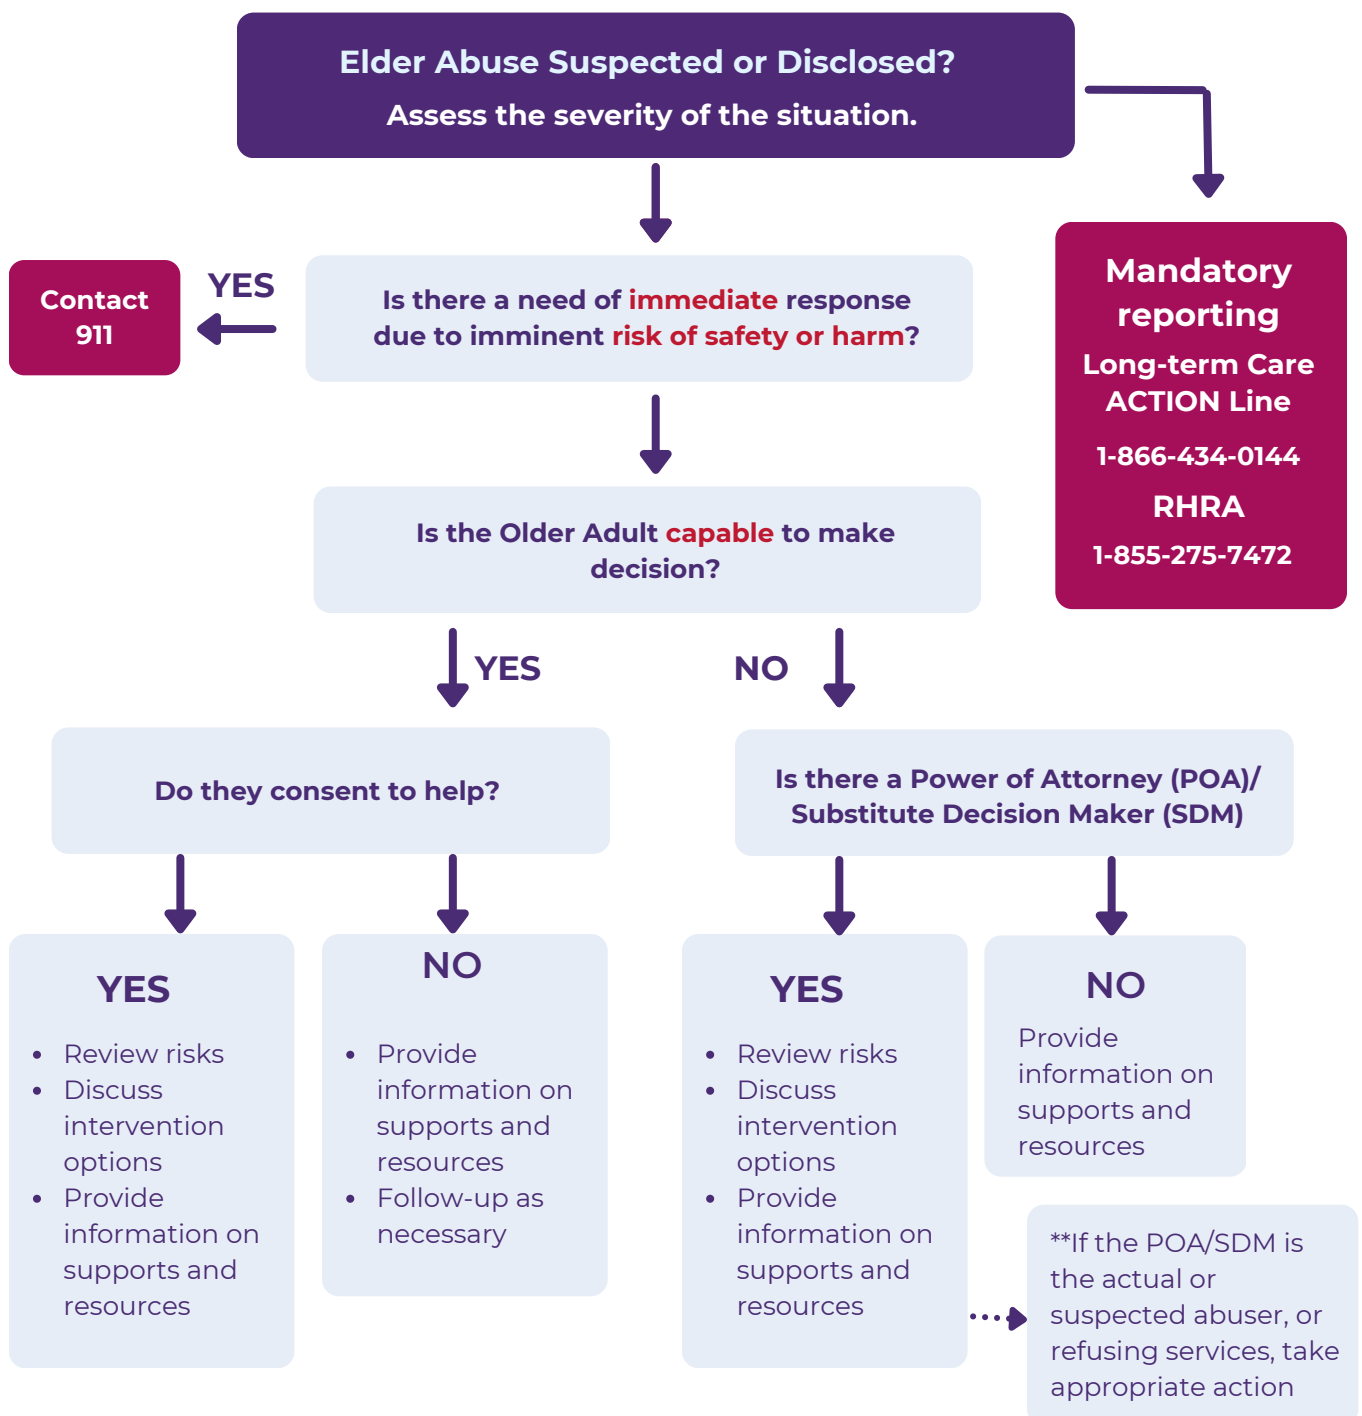 Elder Abuse Suspected or Disclosed?
Assess the severity of the situation.
YES
Contact
911
Is there a need of immediate response
due to imminent risk of safety or harm?
Mandatory
reporting
Long-term Care
ACTION Line
1-866-434-0144
RHRA
1-855-275-7472
Is the Older Adult capable to make
decision?
YES
NO
Do they consent to help?
Is there a Power of Attorney (POA)/
Substitute Decision Maker (SDM)
YES
• Review risks
• Discuss
intervention
options
• Provide
information on
supports and
resources
NO
• Provide
information on
supports and
resources
• Follow-up as
necessary
YES
• Review risks
• Discuss
intervention
options
• Provide
information on
supports and
resources
NO
Provide
information on
supports and
resources
**If the POA/SDM is
the actual or
suspected abuser, or
refusing services, take
appropriate action